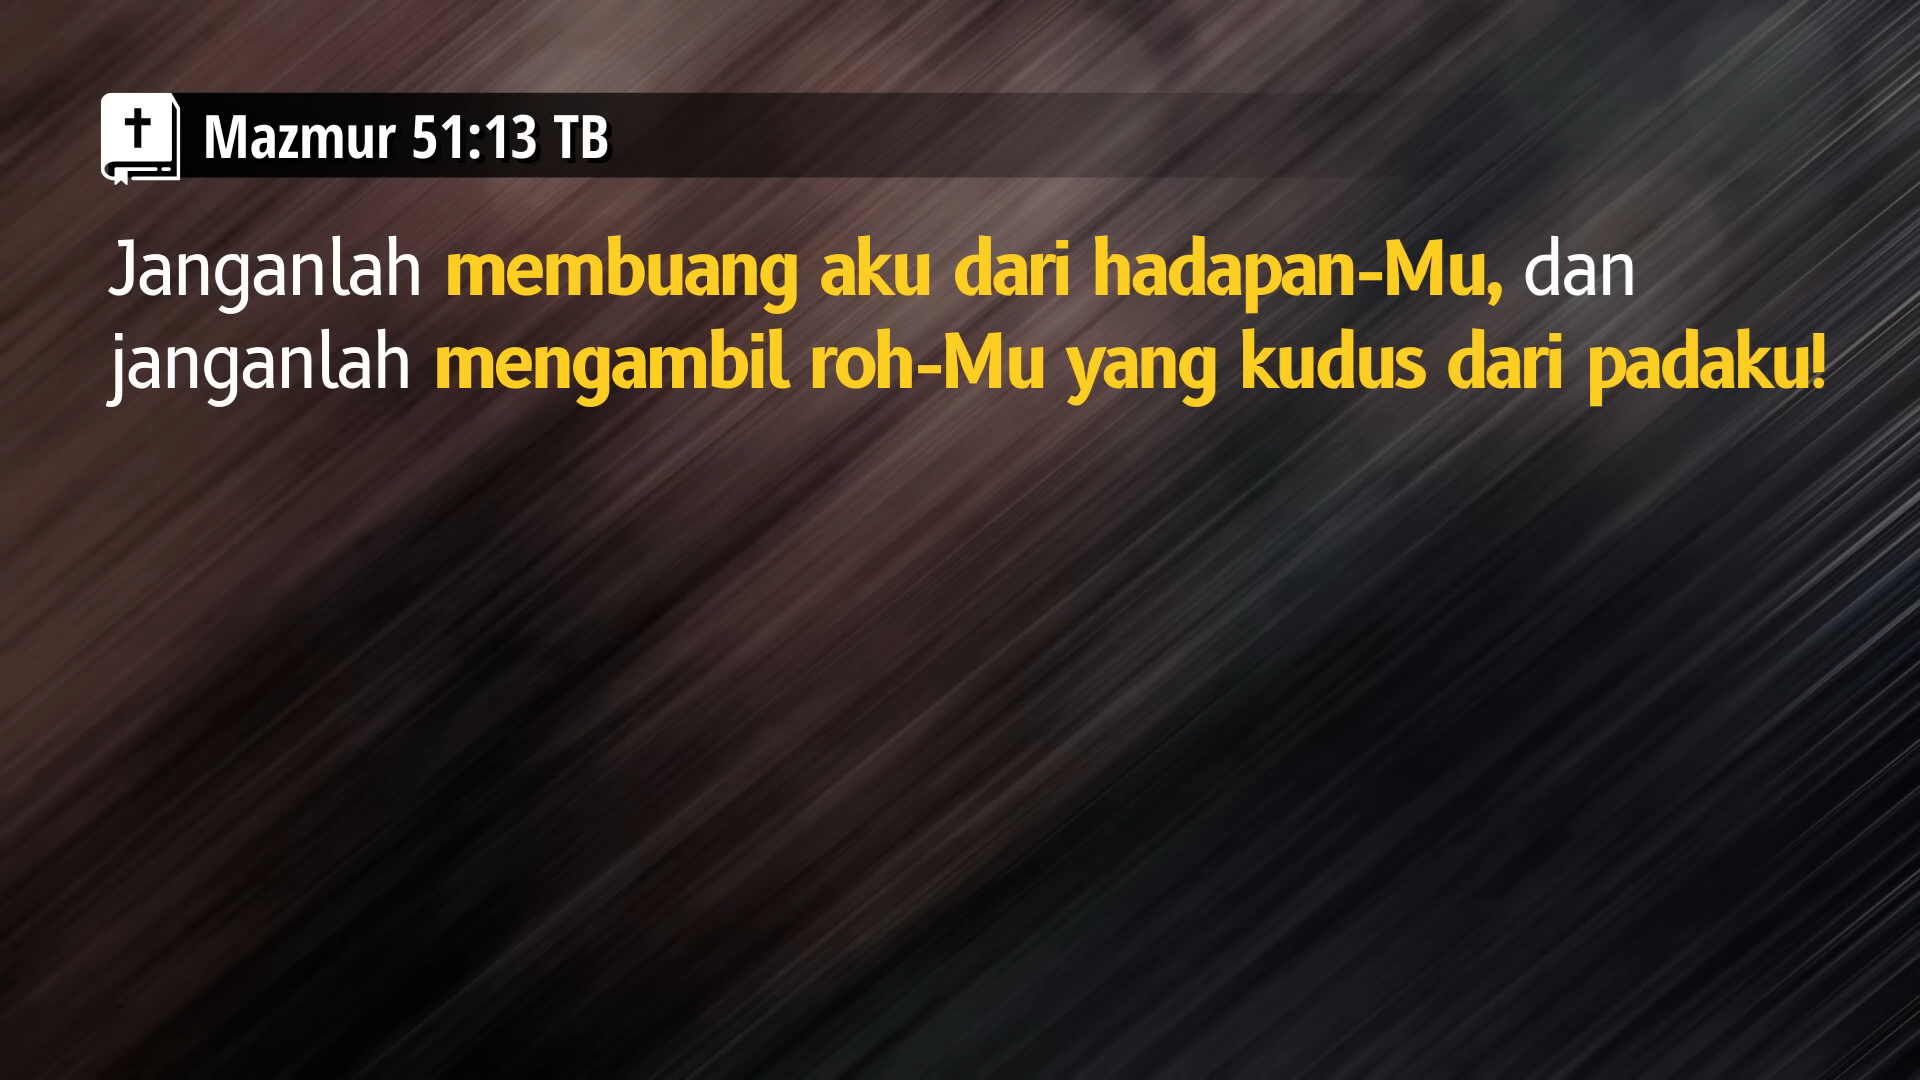 Mazmur 51:13 TB
Janganlah membuang aku dari hadapan-Mu, dan
janganlah mengambil roh-Mu yang kudus dari padaku!